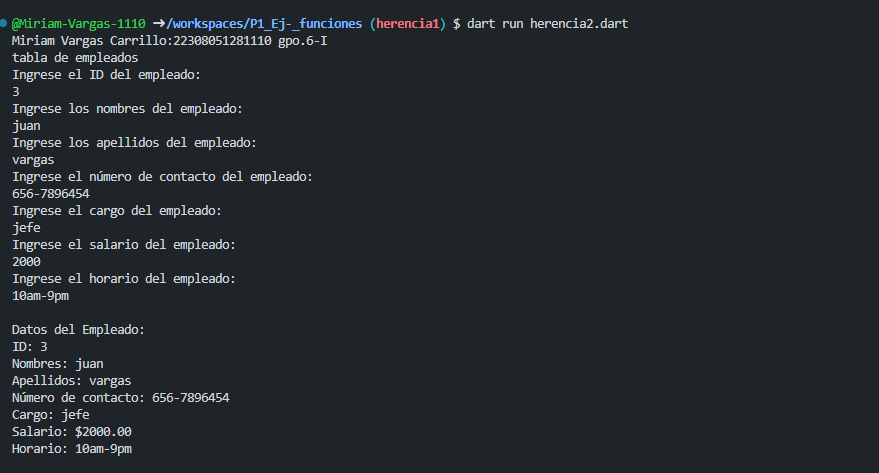 @Miriam-Vargas-1110 ➜/workspaces/P1_Ej-_funciones (herencia1) $ dart run herencia2.dart
Miriam Vargas Carrillo:22308051281110 gpo.6-I
tabla de empleados
Ingrese el ID del empleado:
3
Ingrese los nombres del empleado:
juan
Ingrese los apellidos del empleado:
vargas
Ingrese el número de contacto del empleado:
656-7896454
Ingrese el cargo del empleado:
jefe
Ingrese el salario del empleado:
2000
Ingrese el horario del empleado:
10am-9pm
Datos del Empleado:
ID: 3
Nombres: juan
Apellidos: vargas
Número de contacto: 656-7896454
Cargo: jefe
Salario: $2000.00
Horario: 10am-9pm